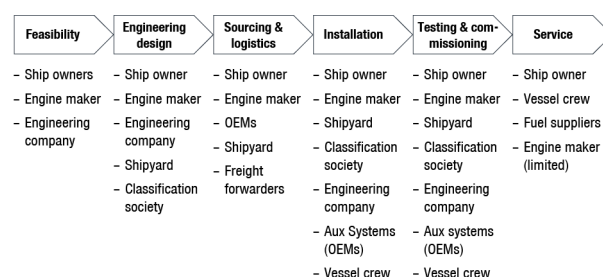 Feasibility
Engineering
design
Sourcing &
logistics
Installation
Testing & com-
missioning
Service
– Ship owners
– Engine maker
– Engineering
company
– Ship owner
– Engine maker
– Engineering
company
– Shipyard
– Classification
society
– Ship owner
– Engine maker
– OEMs
– Shipyard
– Freight
forwarders
– Ship owner
– Engine maker
– Shipyard
– Classification
society
– Engineering
company
– Aux Systems
(OEMs)
– Vessel crew
– Ship owner
– Engine maker
– Shipyard
– Classification
society
– Engineering
company
– Aux systems
(OEMs)
– Vessel crew
– Ship owner
– Vessel crew
– Fuel suppliers
– Engine maker
(limited)